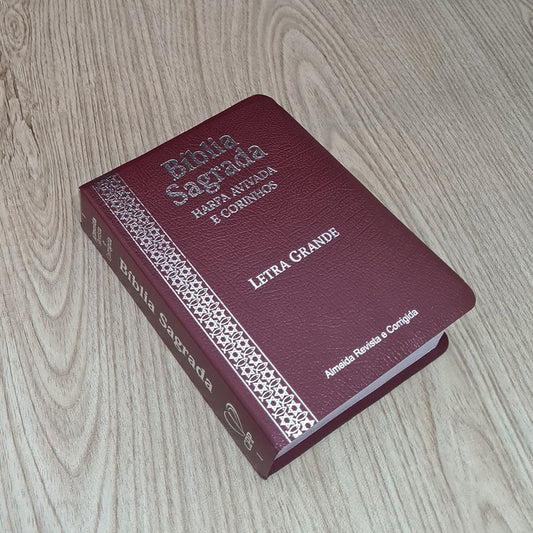 Bíblia
Sagrada
HARPA AVIVADA
E CORINHOS
LETRA GRANDE
Almeida Revista e Corrigida
Bíblia Sagrada